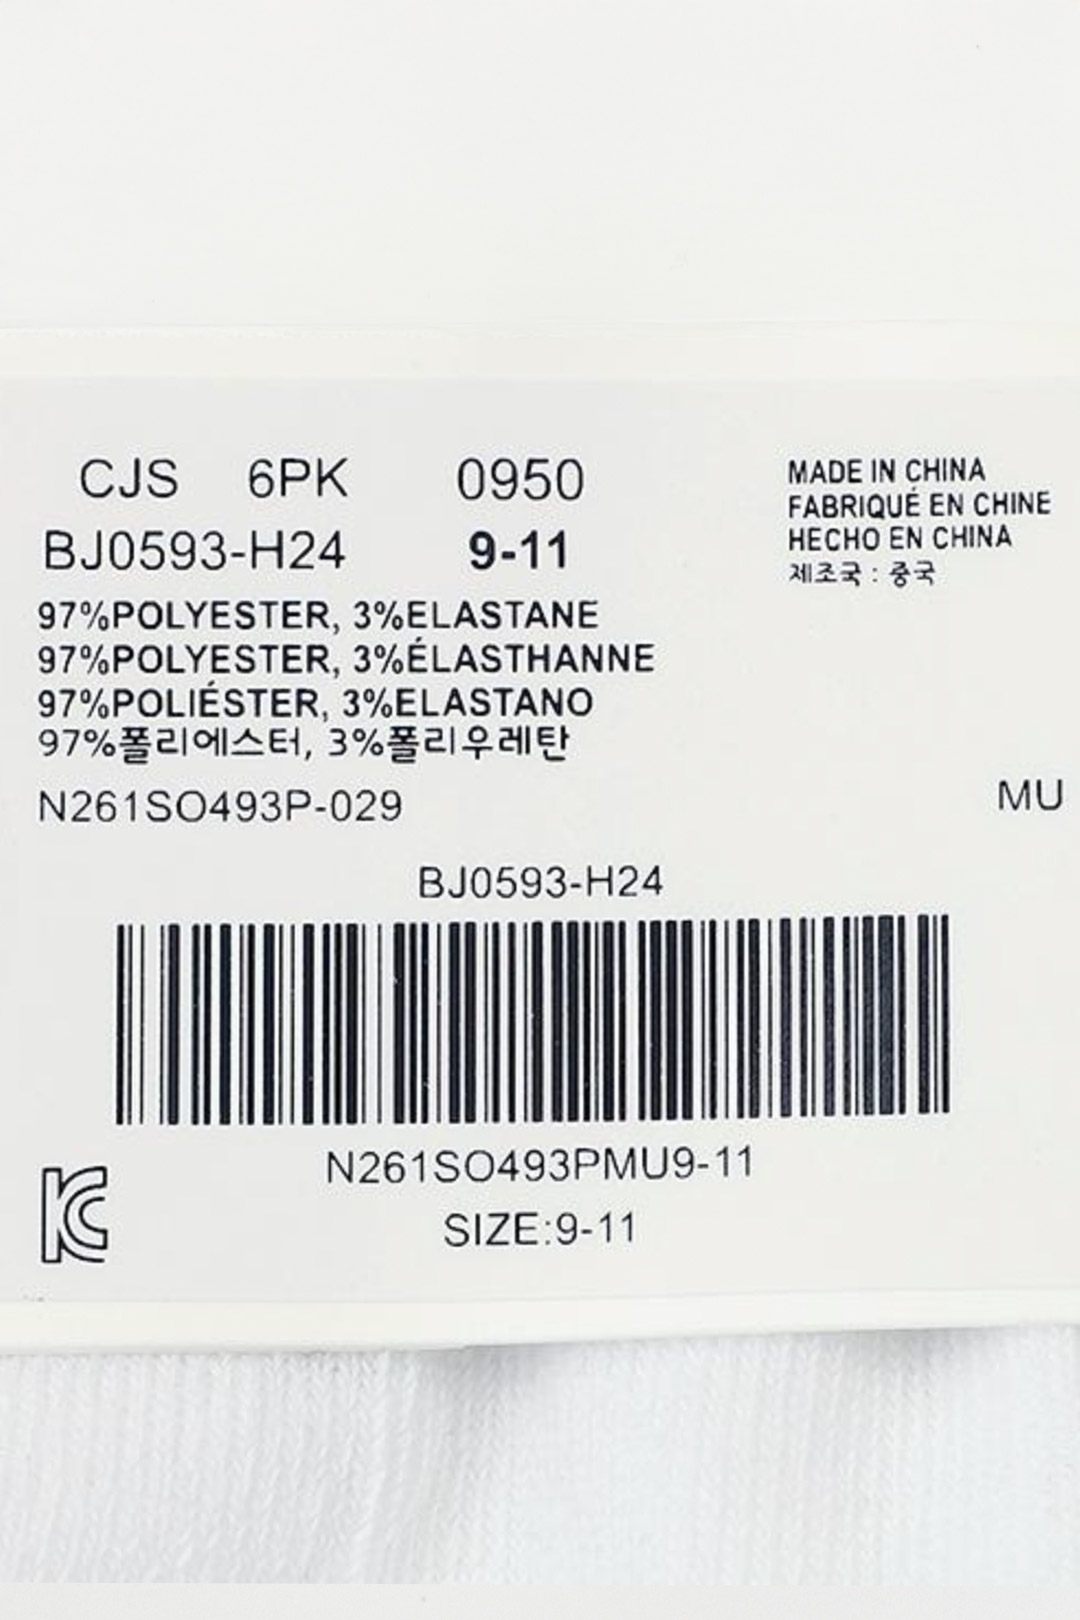 CJS 6PK 0950
BJ0593-H24 9-11
MADE IN CHINA
FABRIQUÉ EN CHINE
HECHO EN CHINA
제조국 : 중국
97%POLYESTER, 3%ELASTANE
97%POLYESTER, 3%ÉLASTHANNE
97%POLIÉSTER, 3%ELASTANO
97%폴리에스터, 3%폴리우레탄
N261SO493P-029 MU
BJ0593-H24
N261SO493PMU9-11
SIZE:9-11
KC